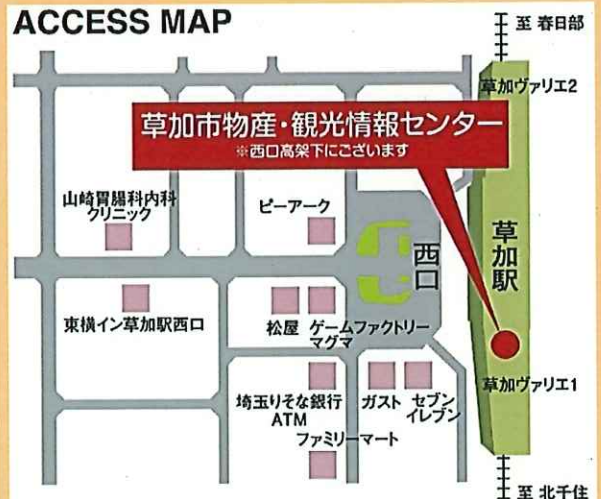 ACCESS MAP
至 春日部
草加ヴァリエ2
草加市物産・観光情報センター
※西口高架下にございます
山崎胃腸科内科
クリニック
ピーアーク
西口
草加駅
東横イン草加駅西口
松屋
ゲームファクトリー
マグマ
草加ヴァリエ1
埼玉りそな銀行
ATM
ガスト
セブン
イレブン
ファミリーマート
至 北千住